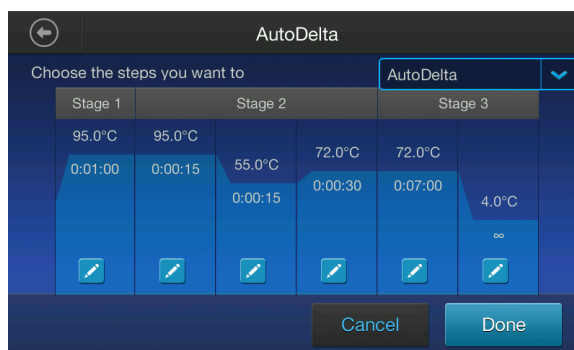 AutoDelta
Choose the steps you want to
AutoDelta
Stage 1 Stage 2 Stage 3
95.0°C 95.0°C 55.0°C 72.0°C 72.0°C 4.0°C
0:01:00 0:00:15 0:00:15 0:00:30 0:07:00 ∞
Cancel Done